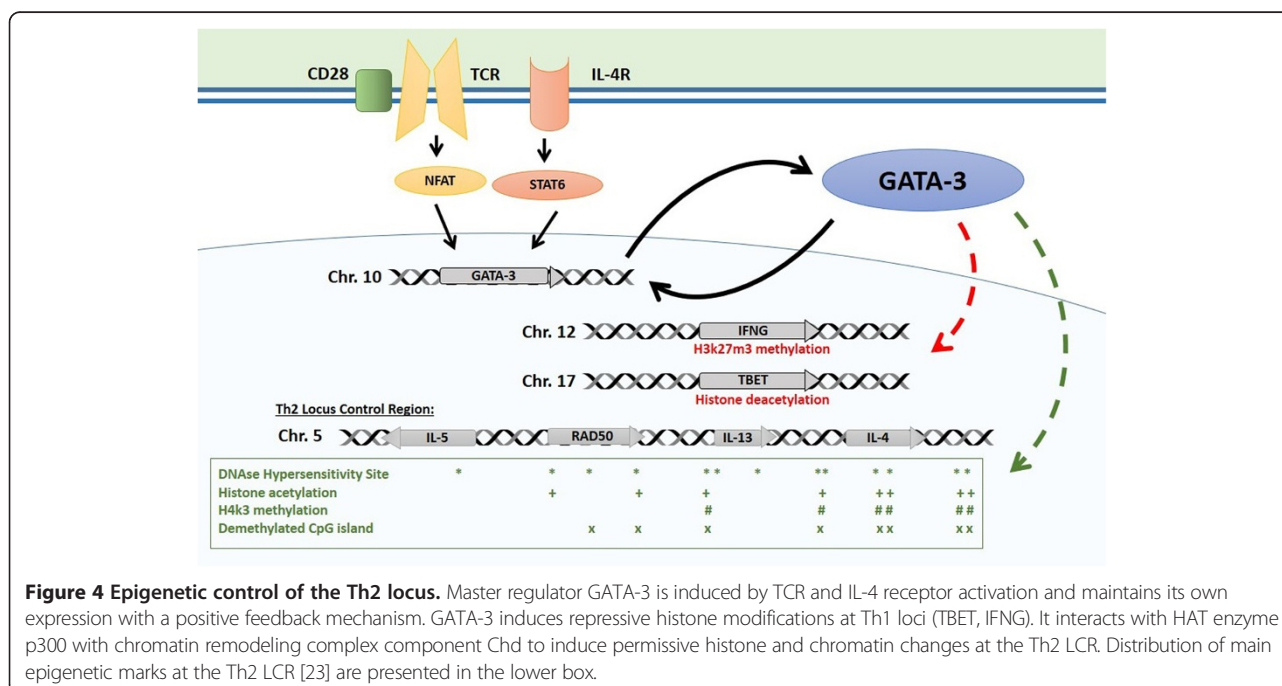 CD28
TCR
IL-4R
NFAT
STAT6
GATA-3
Chr. 10
GATA-3
Chr. 12
IFNG
H3k27m3 methylation
Chr. 17
TBET
Histone deacetylation
Th2 Locus Control Region:
Chr. 5
IL-5
RAD50
IL-13
IL-4
DNAse Hypersensitivity Site * * * * * * * * * * * * *
Histone acetylation + + + + + + + +
H4k3 methylation # # # # # #
Demethylated CpG island x x x x x x x x
Figure 4 Epigenetic control of the Th2 locus. Master regulator GATA-3 is induced by TCR and IL-4 receptor activation and maintains its own
expression with a positive feedback mechanism. GATA-3 induces repressive histone modifications at Th1 loci (TBET, IFNG). It interacts with HAT enzyme
p300 with chromatin remodeling complex component Chd to induce permissive histone and chromatin changes at the Th2 LCR. Distribution of main
epigenetic marks at the Th2 LCR [23] are presented in the lower box.